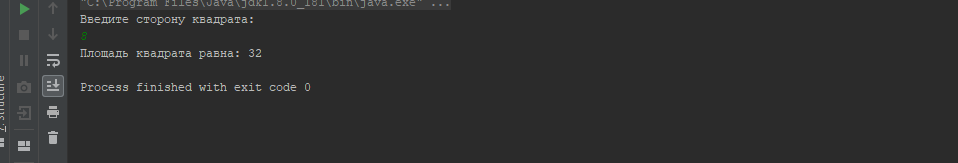 "C:\Program Files\Java\jdk1.8.0_181\bin\java.exe" ...
Введите сторону квадрата:
8
Площадь квадрата равна: 32
Process finished with exit code 0
Z: Structure